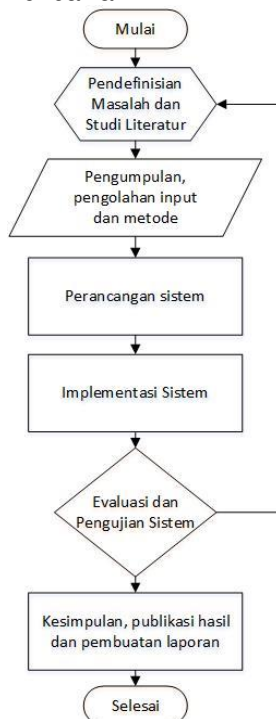 Mulai
Pendefinisian
Masalah dan
Studi Literatur
Pengumpulan,
pengolahan input
dan metode
Perancangan sistem
Implementasi Sistem
Evaluasi dan
Pengujian Sistem
Kesimpulan, publikasi hasil
dan pembuatan laporan
Selesai